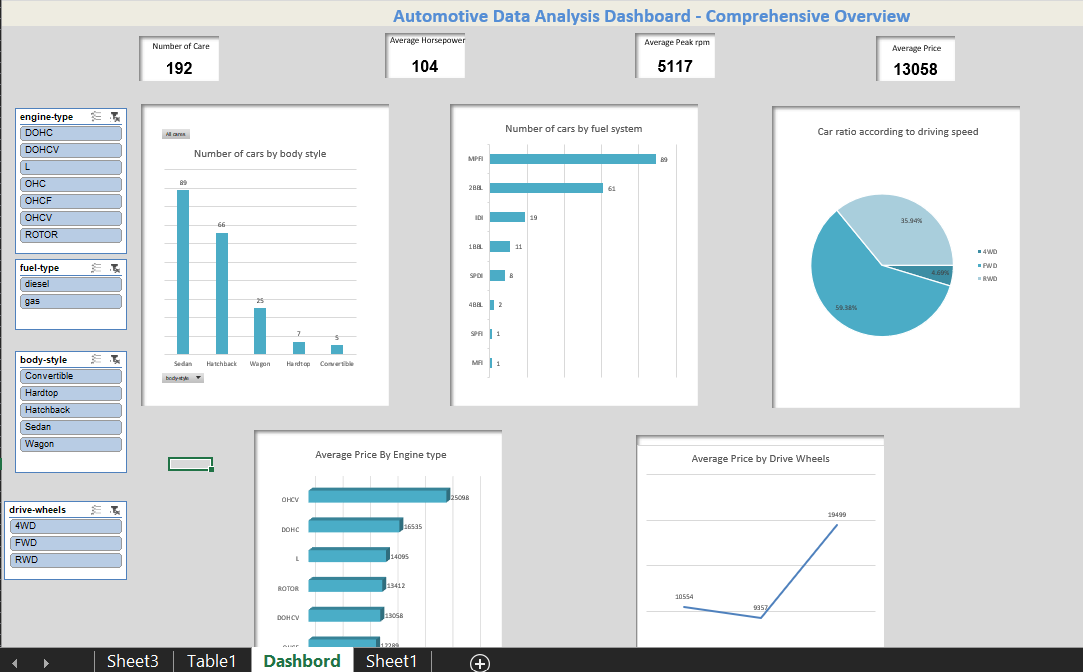 Automotive Data Analysis Dashboard - Comprehensive Overview
Number of Care
192
Average Horsepower
104
Average Peak rpm
5117
Average Price
13058
engine-type
DOHC
DOHCV
L
OHC
OHCF
OHCV
ROTOR
fuel-type
diesel
gas
body-style
Convertible
Hardtop
Hatchback
Sedan
Wagon
drive-wheels
4WD
FWD
RWD
Number of cars by body style
89
66
25
7
5
Sedan Hatchback Wagon Hardtop Convertible
body-style
Number of cars by fuel system
MPFI 89
2BBL 61
IDI 19
1BBL 11
SPDI 8
4BBL 2
SPFI 1
MFI 1
Car ratio according to driving speed
35.94%
4.69%
59.38%
4WD
FWD
RWD
Average Price By Engine type
OHCV 25098
DOHC 16535
L 14095
ROTOR 13412
DOHCV 13058
Average Price by Drive Wheels
19499
10554
9357
Sheet3 Table1 Dashbord Sheet1